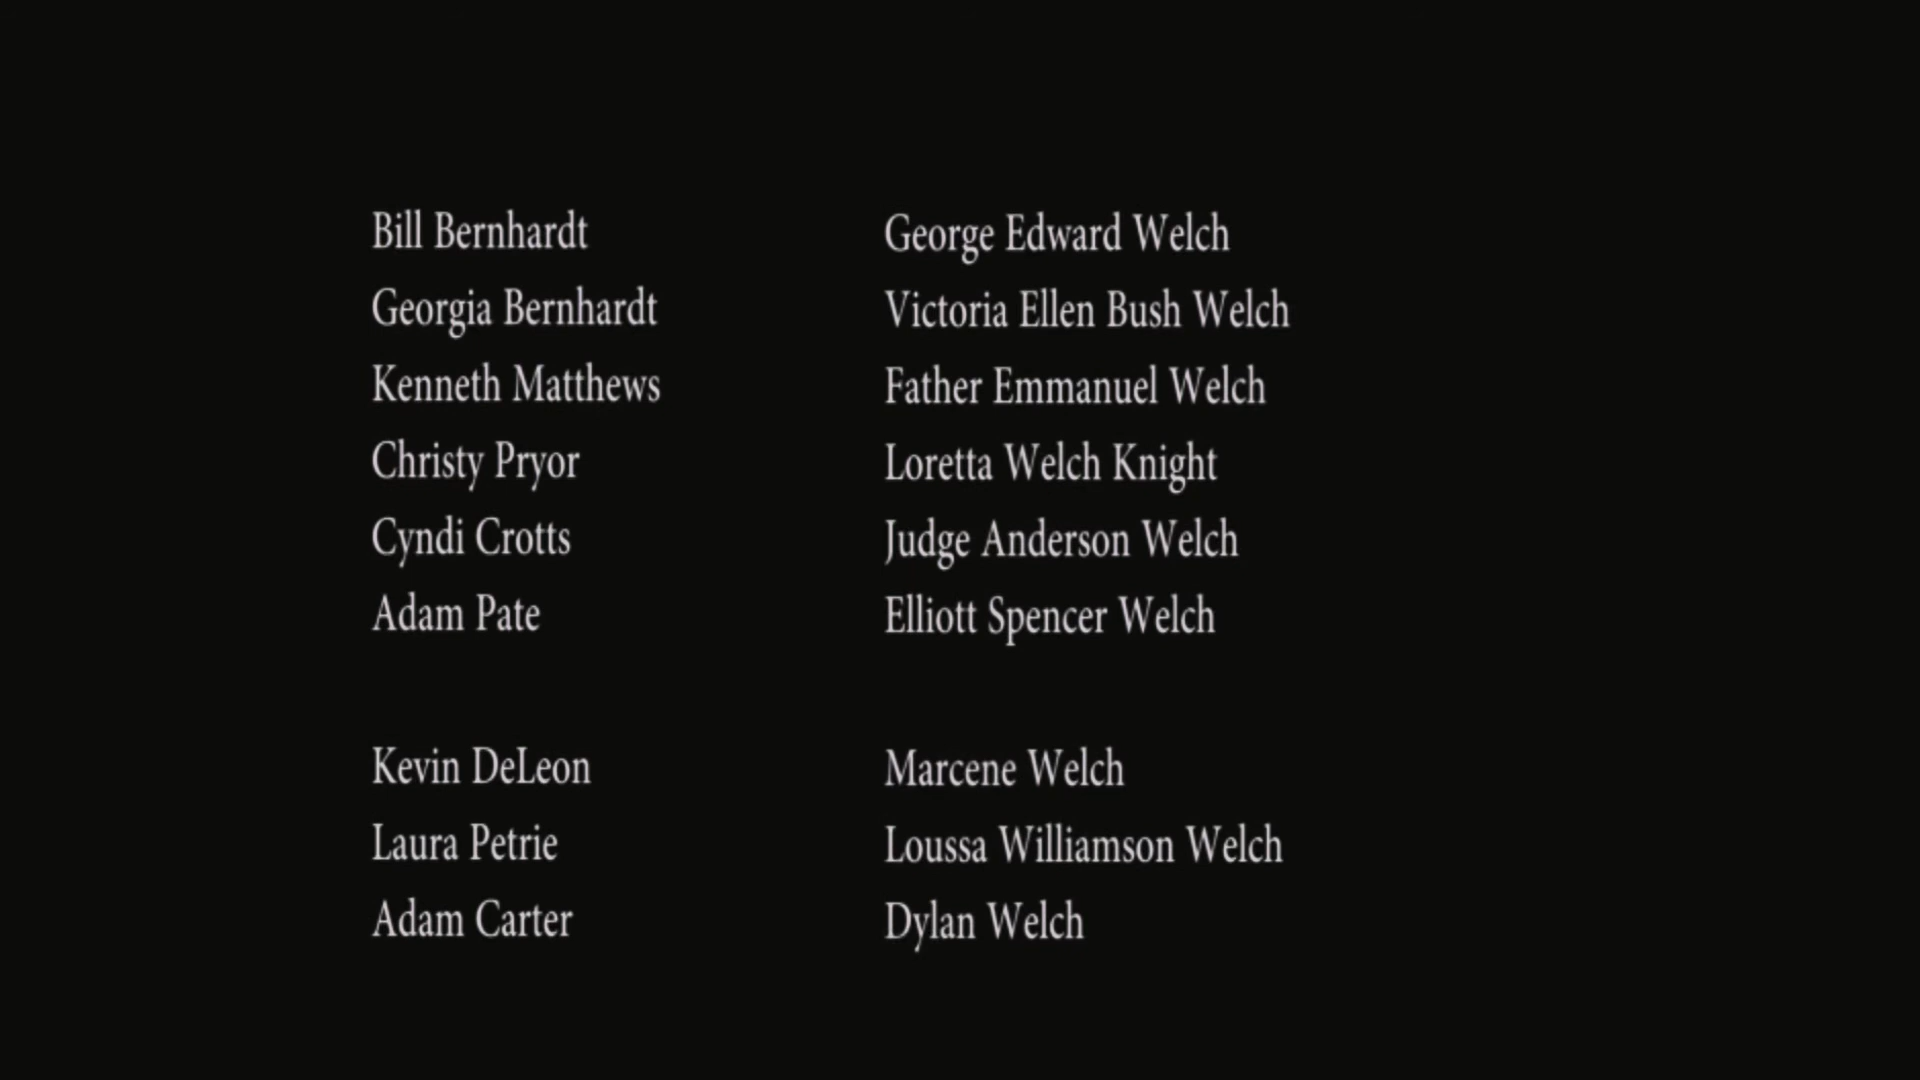 Bill Bernhardt
Georgia Bernhardt
Kenneth Matthews
Christy Pryor
Cyndi Crotts
Adam Pate
Kevin DeLeon
Laura Petrie
Adam Carter
George Edward Welch
Victoria Ellen Bush Welch
Father Emmanuel Welch
Loretta Welch Knight
Judge Anderson Welch
Elliott Spencer Welch
Marcene Welch
Loussa Williamson Welch
Dylan Welch